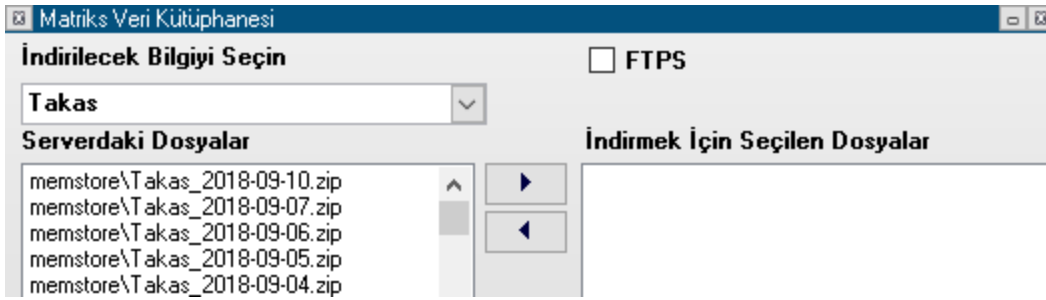 Matriks Veri Kütüphanesi
İndirilecek Bilgiyi Seçin
FTPS
Takas
Serverdaki Dosyalar
İndirmek İçin Seçilen Dosyalar
memstore\Takas_2018-09-10.zip
memstore\Takas_2018-09-07.zip
memstore\Takas_2018-09-06.zip
memstore\Takas_2018-09-05.zip
memstore\Takas_2018-09-04.zip